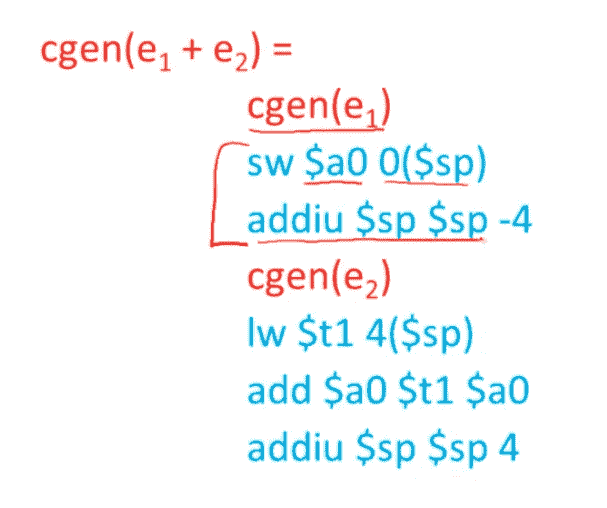 cgen(e₁ + e₂) =
cgen(e₁)
sw $a0 0($sp)
addiu $sp $sp -4
cgen(e₂)
lw $t1 4($sp)
add $a0 $t1 $a0
addiu $sp $sp 4